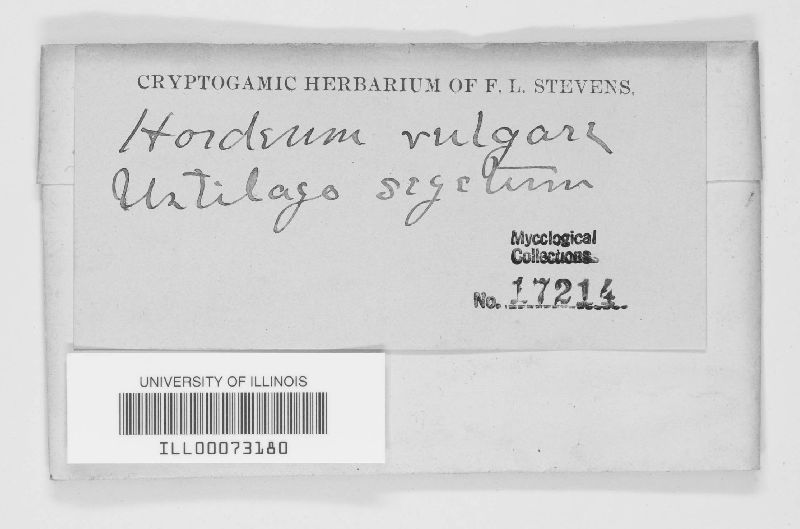 CRYPTOGAMIC HERBARIUM OF F. L. STEVENS.
Hordeum vulgare
Ustilago segetum
Mycological
Collections
No. 17214
UNIVERSITY OF ILLINOIS
ILL00073180